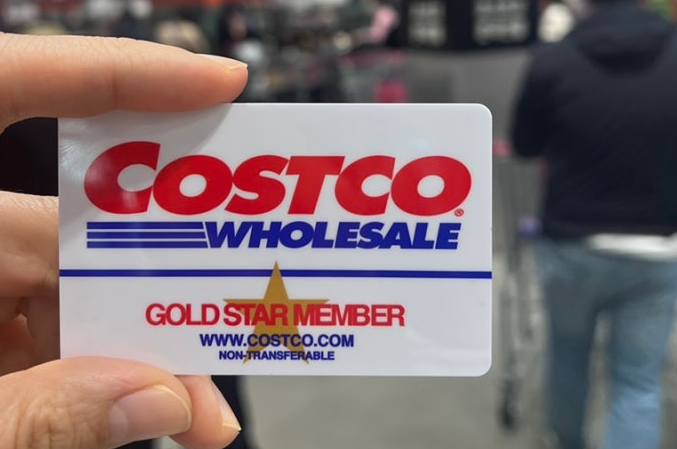 COSTCO®
WHOLESALE
GOLD STAR MEMBER
WWW.COSTCO.COM
NON-TRANSFERABLE